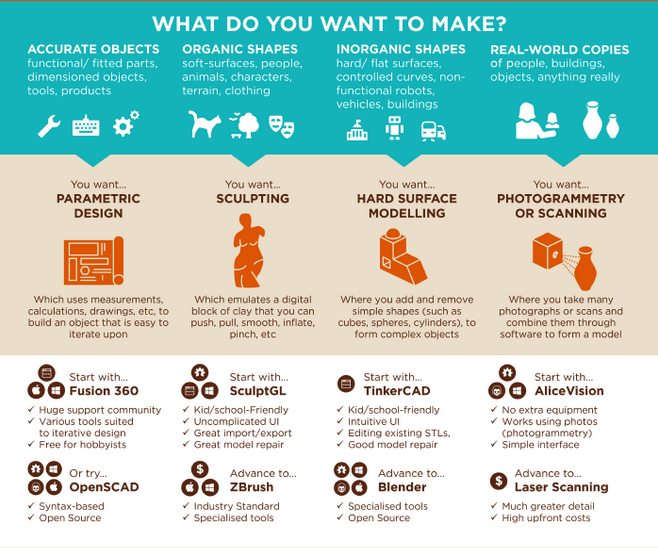 WHAT DO YOU WANT TO MAKE?
ACCURATE OBJECTS
functional/ fitted parts,
dimensioned objects,
tools, products
ORGANIC SHAPES
soft-surfaces, people,
animals, characters,
terrain, clothing
INORGANIC SHAPES
hard/ flat surfaces,
controlled curves, non-
functional robots,
vehicles, buildings
REAL-WORLD COPIES
of people, buildings,
objects, anything really
You want...
PARAMETRIC
DESIGN
Which uses measurements,
calculations, drawings, etc, to
build an object that is easy to
iterate upon
You want...
SCULPTING
Which emulates a digital
block of clay that you can
push, pull, smooth, inflate,
pinch, etc
You want...
HARD SURFACE
MODELLING
Where you add and remove
simple shapes (such as
cubes, spheres, cylinders), to
form complex objects
You want...
PHOTOGRAMMETRY
OR SCANNING
Where you take many
photographs or scans and
combine them through
software to form a model
Start with...
Fusion 360
✓ Huge support community
✓ Various tools suited
to iterative design
✓ Free for hobbyists
Start with...
SculptGL
✓ Kid/school-Friendly
✓ Uncomplicated UI
✓ Great import/export
✓ Great model repair
Start with...
TinkerCAD
✓ Kid/school-friendly
✓ Intuitive UI
✓ Editing existing STLs,
✓ Good model repair
Start with...
AliceVision
✓ No extra equipment
✓ Works using photos
(photogrammetry)
✓ Simple interface
Or try...
OpenSCAD
✓ Syntax-based
✓ Open Source
$
Advance to...
ZBrush
✓ Industry Standard
✓ Specialised tools
Advance to...
Blender
✓ Specialised tools
✓ Open Source
$
Advance to...
Laser Scanning
✓ Much greater detail
✓ High upfront costs